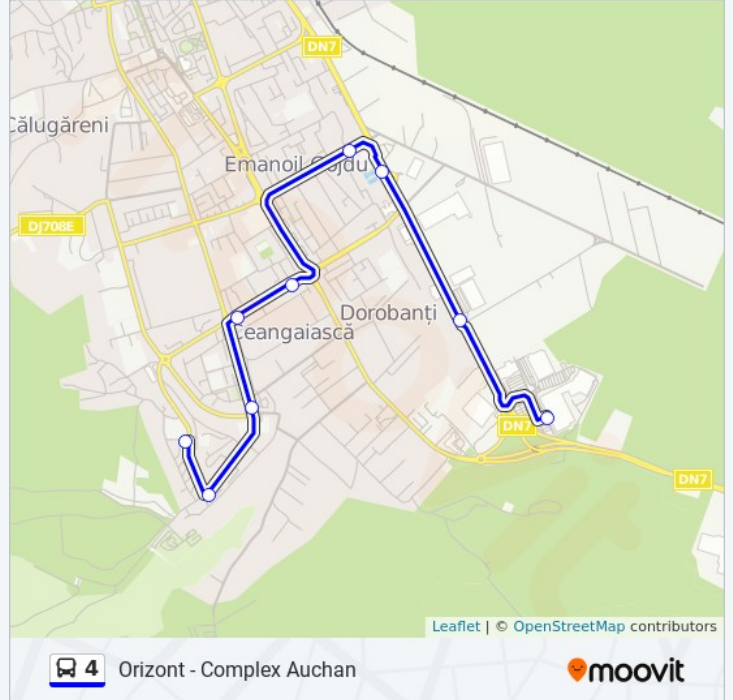 DN7
Călugăreni
Emanoil Gojdu
DJ708E
Dorobanți
Ceangaiască
DN7
DN7
Leaflet | © OpenStreetMap contributors
4 Orizont - Complex Auchan moovit